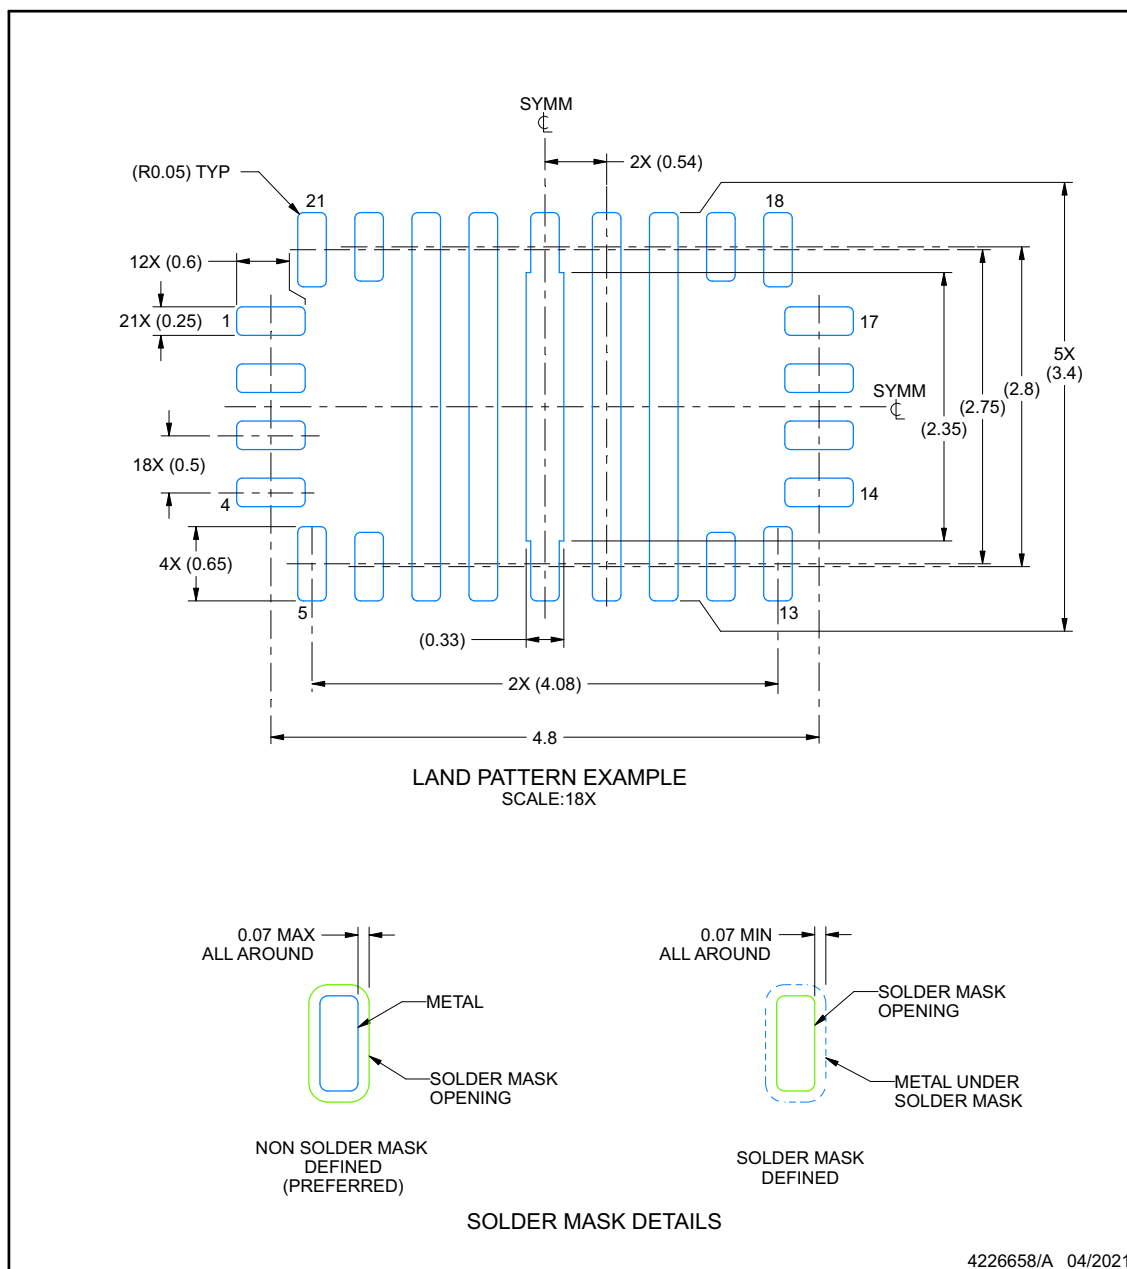 SYMM
℄
2X (0.54)
(R0.05) TYP
21
18
12X (0.6)
21X (0.25)
1
17
5X
(3.4)
SYMM
℄
(2.8)
(2.75)
(2.35)
18X (0.5)
4
14
4X (0.65)
5
13
(0.33)
2X (4.08)
4.8
LAND PATTERN EXAMPLE
SCALE:18X
0.07 MAX
ALL AROUND
METAL
SOLDER MASK
OPENING
NON SOLDER MASK
DEFINED
(PREFERRED)
0.07 MIN
ALL AROUND
SOLDER MASK
OPENING
METAL UNDER
SOLDER MASK
SOLDER MASK
DEFINED
SOLDER MASK DETAILS
4226658/A 04/2021